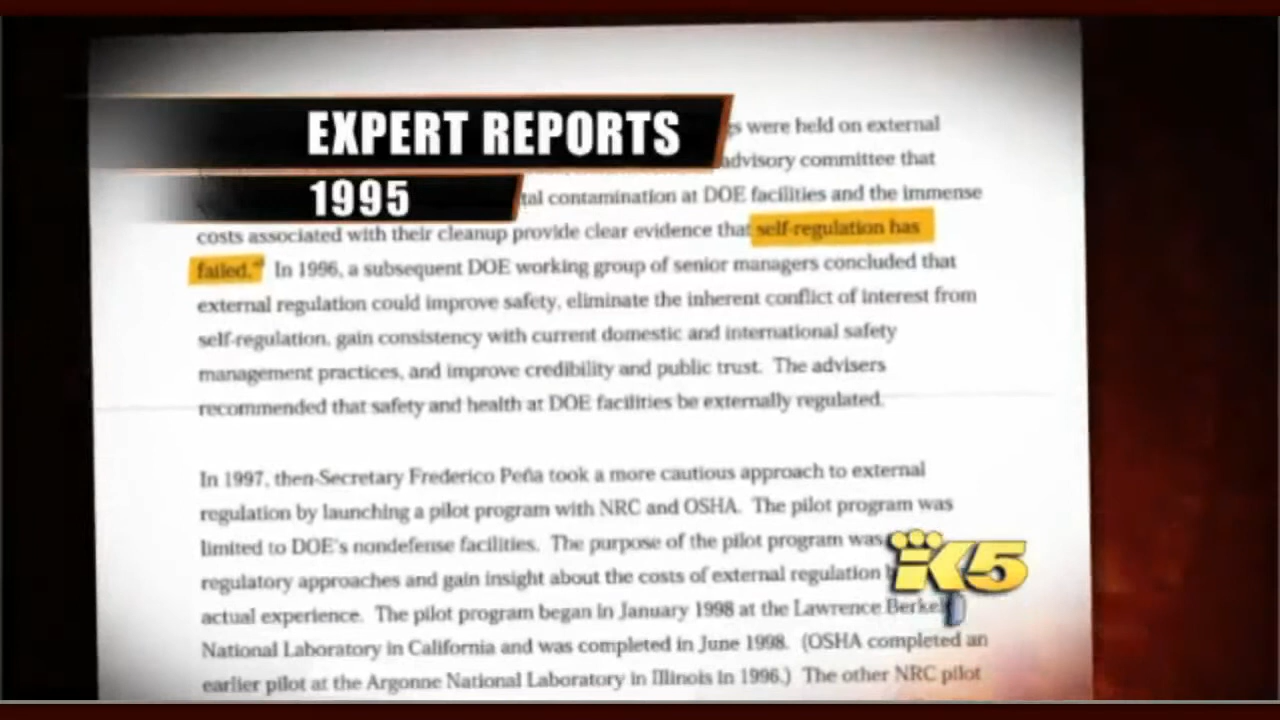 EXPERT REPORTS
1995
s were held on external
advisory committee that
tal contamination at DOE facilities and the immense
costs associated with their cleanup provide clear evidence that self-regulation has
failed." In 1996, a subsequent DOE working group of senior managers concluded that
external regulation could improve safety, eliminate the inherent conflict of interest from
self-regulation, gain consistency with current domestic and international safety
management practices, and improve credibility and public trust. The advisers
recommended that safety and health at DOE facilities be externally regulated.
In 1997, then-Secretary Frederico Peña took a more cautious approach to external
regulation by launching a pilot program with NRC and OSHA. The pilot program was
limited to DOE's nondefense facilities. The purpose of the pilot program was
regulatory approaches and gain insight about the costs of external regulation
actual experience. The pilot program began in January 1998 at the Lawrence Berkel
National Laboratory in California and was completed in June 1998. (OSHA completed an
earlier pilot at the Argonne National Laboratory in Illinois in 1996.) The other NRC pilot
K5